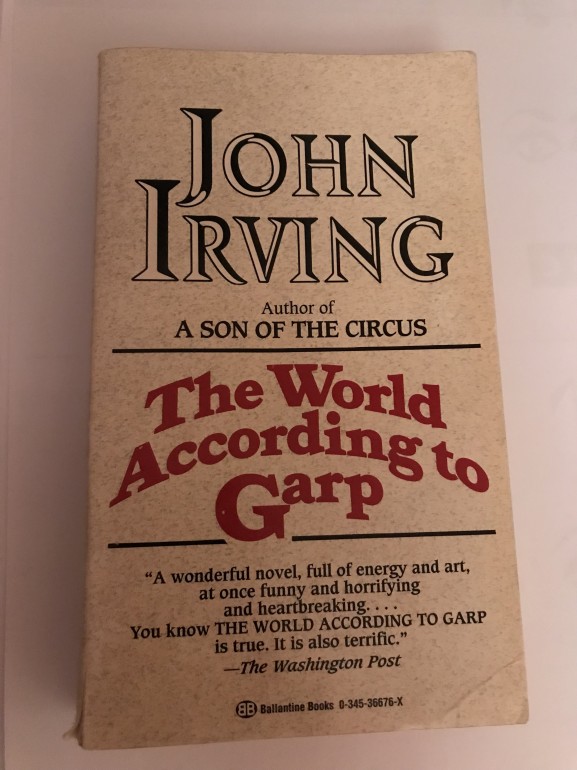 JOHN
IRVING
Author of
A SON OF THE CIRCUS
The World
According to
Garp
“A wonderful novel, full of energy and art,
at once funny and horrifying
and heartbreaking. . . .
You know THE WORLD ACCORDING TO GARP
is true. It is also terrific.”
—The Washington Post
BB Ballantine Books 0-345-36676-X